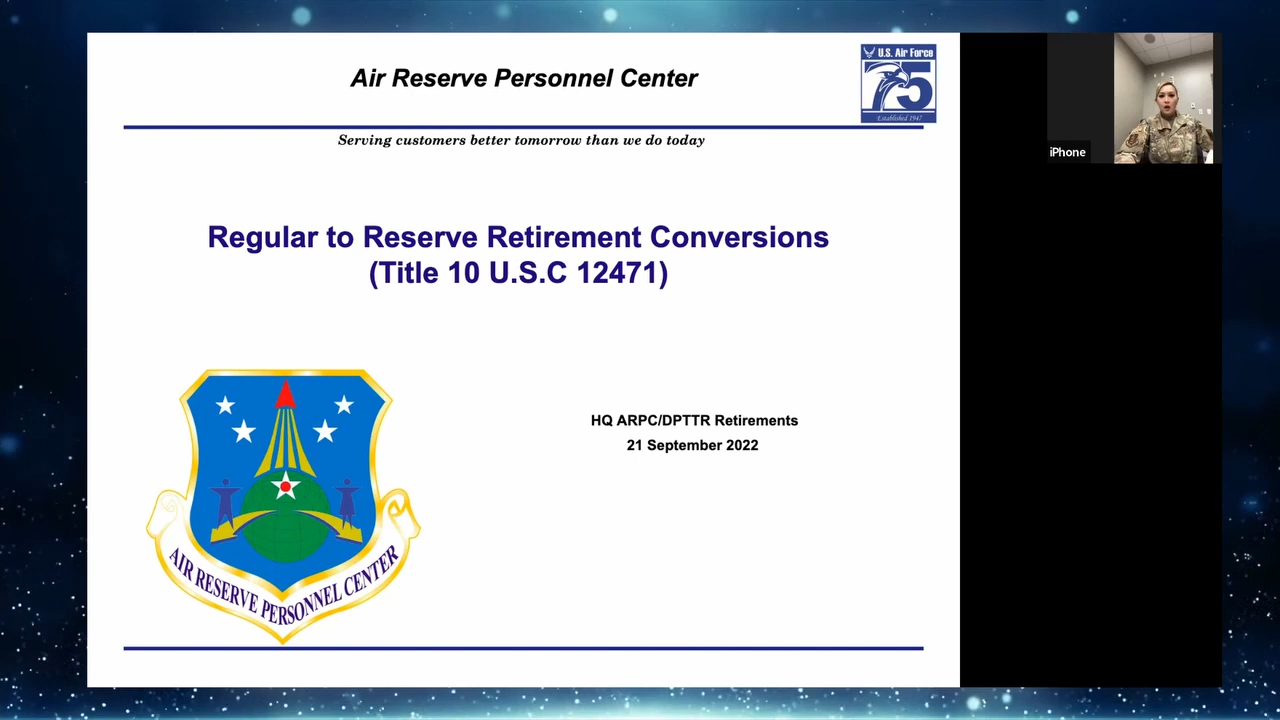 Air Reserve Personnel Center
U.S. Air Force
75
Established 1947
Serving customers better tomorrow than we do today
iPhone
Regular to Reserve Retirement Conversions
(Title 10 U.S.C 12471)
HQ ARPC/DPTTR Retirements
21 September 2022
AIR RESERVE PERSONNEL CENTER